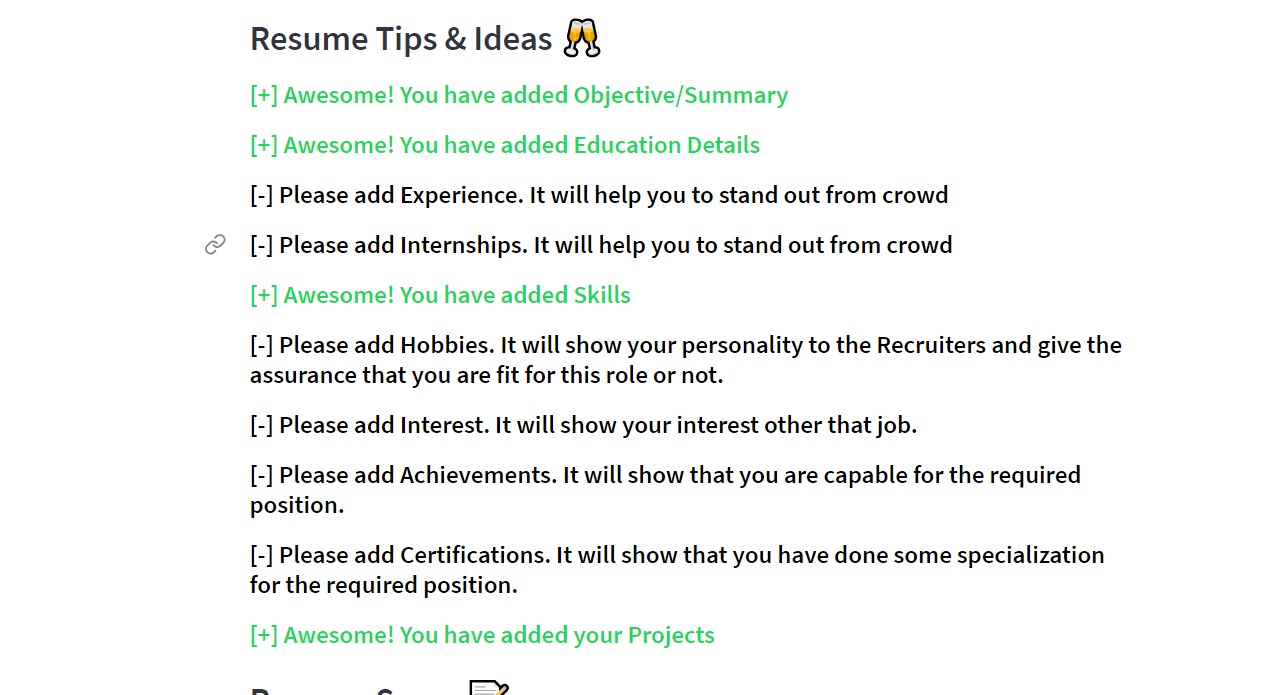 Resume Tips & Ideas 🥂
[+] Awesome! You have added Objective/Summary
[+] Awesome! You have added Education Details
[-] Please add Experience. It will help you to stand out from crowd
[-] Please add Internships. It will help you to stand out from crowd
[+] Awesome! You have added Skills
[-] Please add Hobbies. It will show your personality to the Recruiters and give the
assurance that you are fit for this role or not.
[-] Please add Interest. It will show your interest other that job.
[-] Please add Achievements. It will show that you are capable for the required
position.
[-] Please add Certifications. It will show that you have done some specialization
for the required position.
[+] Awesome! You have added your Projects